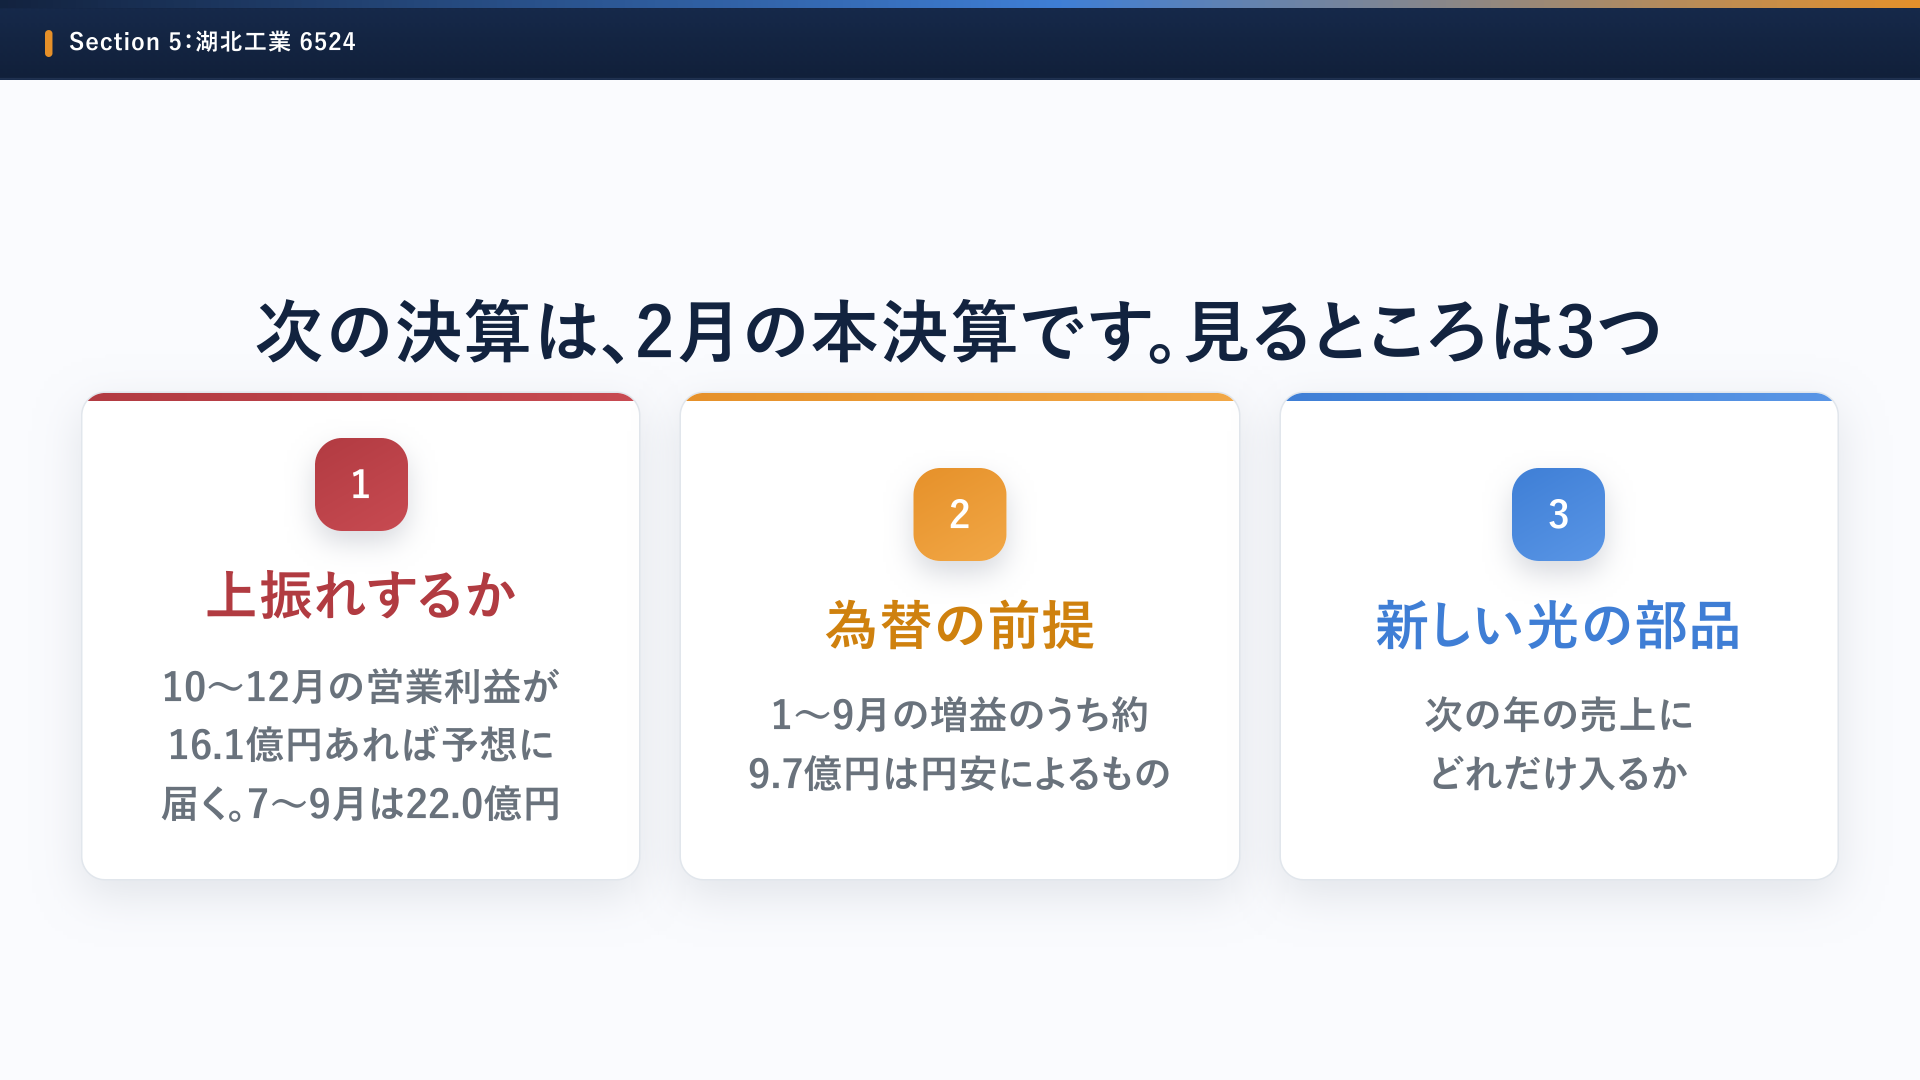 Section 5：湖北工業 6524
次の決算は、2月の本決算です。見るところは3つ
1
上振れするか
10〜12月の営業利益が
16.1億円あれば予想に
届く。7〜9月は22.0億円
2
為替の前提
1〜9月の増益のうち約
9.7億円は円安によるもの
3
新しい光の部品
次の年の売上に
どれだけ入るか